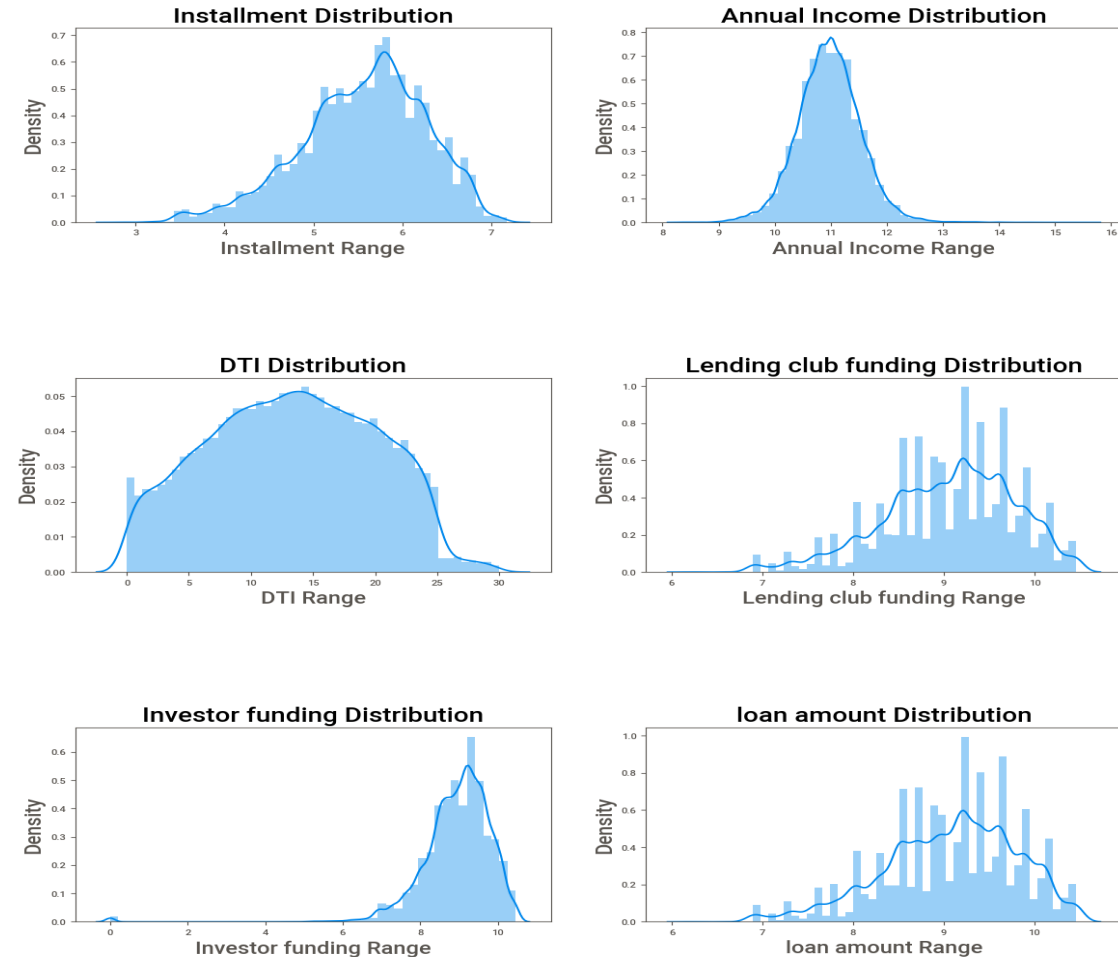 Installment Distribution
Density
0.7
0.6
0.5
0.4
0.3
0.2
0.1
0.0
3 4 5 6 7
Installment Range
Annual Income Distribution
Density
0.8
0.7
0.6
0.5
0.4
0.3
0.2
0.1
0.0
8 9 10 11 12 13 14 15 16
Annual Income Range
DTI Distribution
Density
0.05
0.04
0.03
0.02
0.01
0.00
0 5 10 15 20 25 30
DTI Range
Lending club funding Distribution
Density
1.0
0.8
0.6
0.4
0.2
0.0
6 7 8 9 10
Lending club funding Range
Investor funding Distribution
Density
0.6
0.5
0.4
0.3
0.2
0.1
0.0
0 2 4 6 8 10
Investor funding Range
loan amount Distribution
Density
1.0
0.8
0.6
0.4
0.2
0.0
6 7 8 9 10
loan amount Range